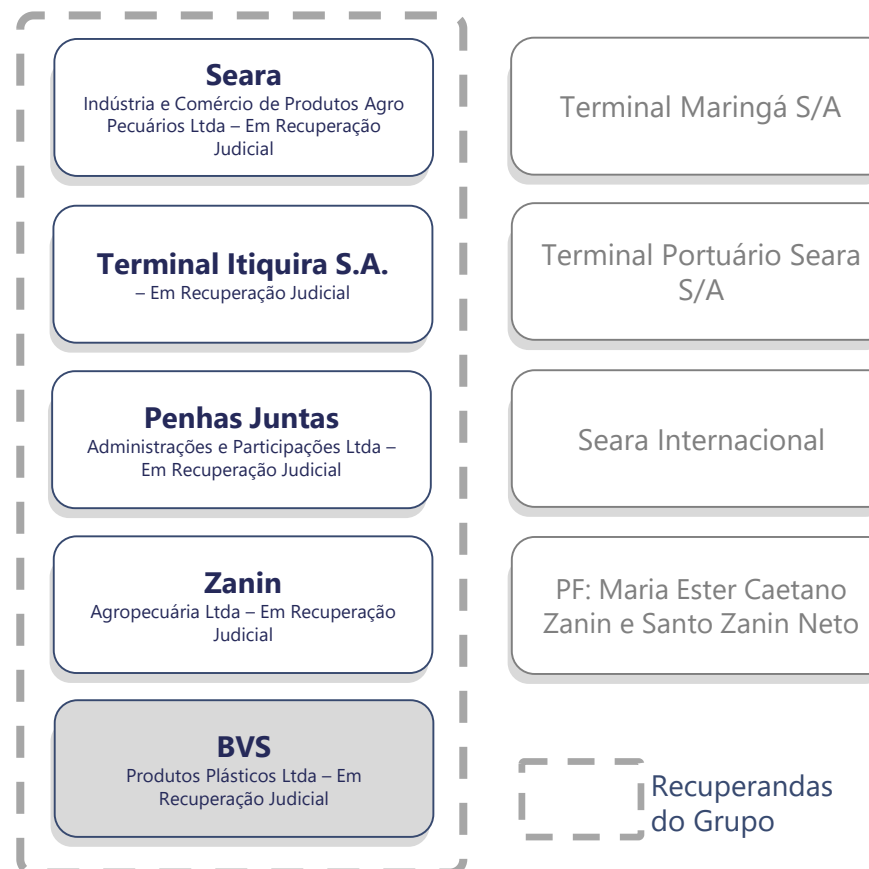 Seara
Indústria e Comércio de Produtos Agro
Pecuários Ltda – Em Recuperação
Judicial
Terminal Itiquira S.A.
– Em Recuperação Judicial
Penhas Juntas
Administrações e Participações Ltda –
Em Recuperação Judicial
Zanin
Agropecuária Ltda – Em Recuperação
Judicial
BVS
Produtos Plásticos Ltda – Em
Recuperação Judicial
Terminal Maringá S/A
Terminal Portuário Seara
S/A
Seara Internacional
PF: Maria Ester Caetano
Zanin e Santo Zanin Neto
Recuperandas
do Grupo